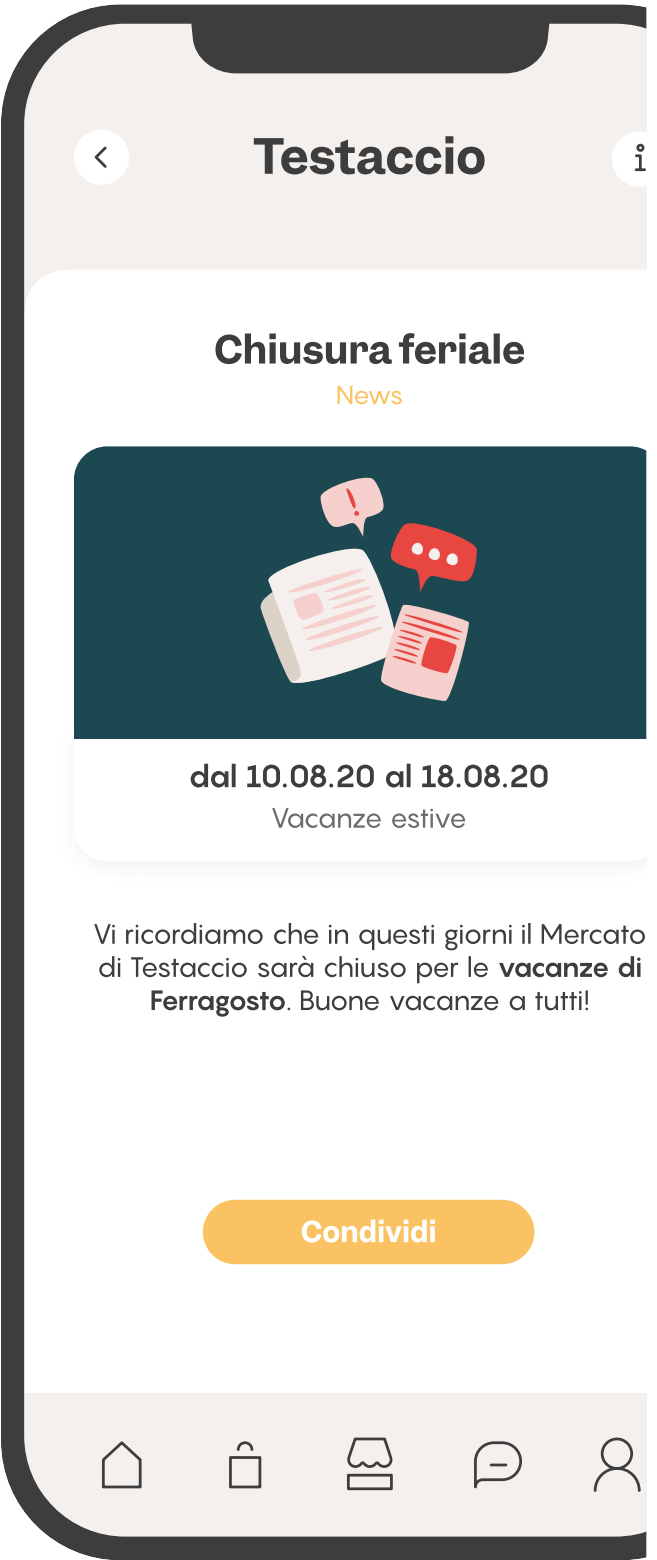 Testaccio
Chiusura feriale
News
dal 10.08.20 al 18.08.20
Vacanze estive
Vi ricordiamo che in questi giorni il Mercato
di Testaccio sarà chiuso per le vacanze di
Ferragosto. Buone vacanze a tutti!
Condividi